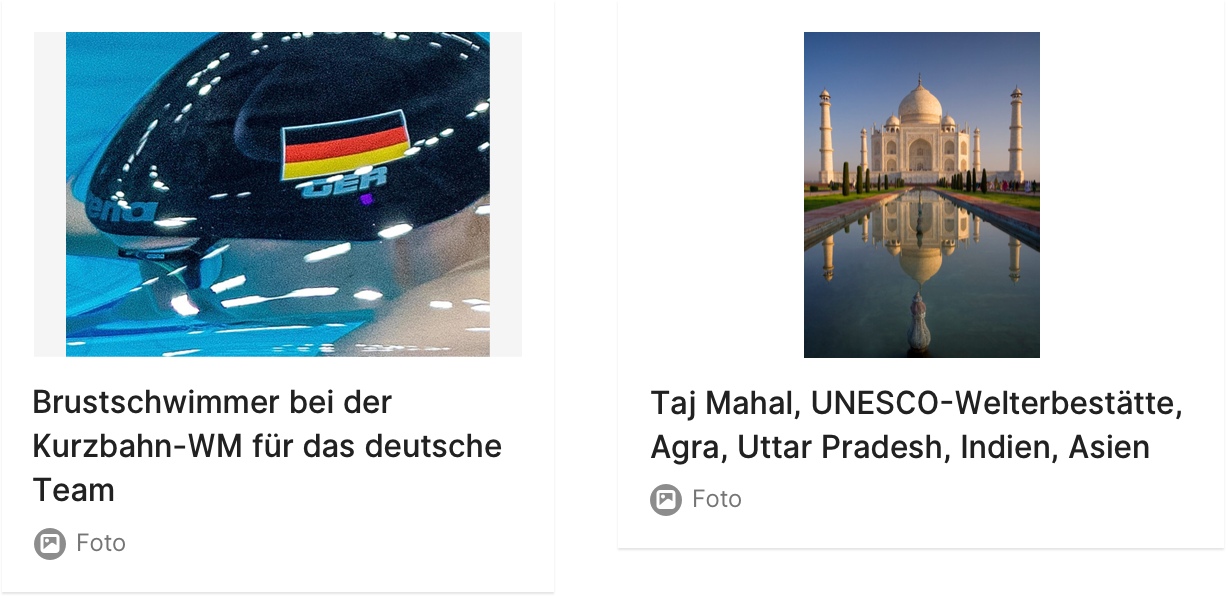 GER
ena
Brustschwimmer bei der
Kurzbahn-WM für das deutsche
Team
Foto
Taj Mahal, UNESCO-Welterbestätte,
Agra, Uttar Pradesh, Indien, Asien
Foto